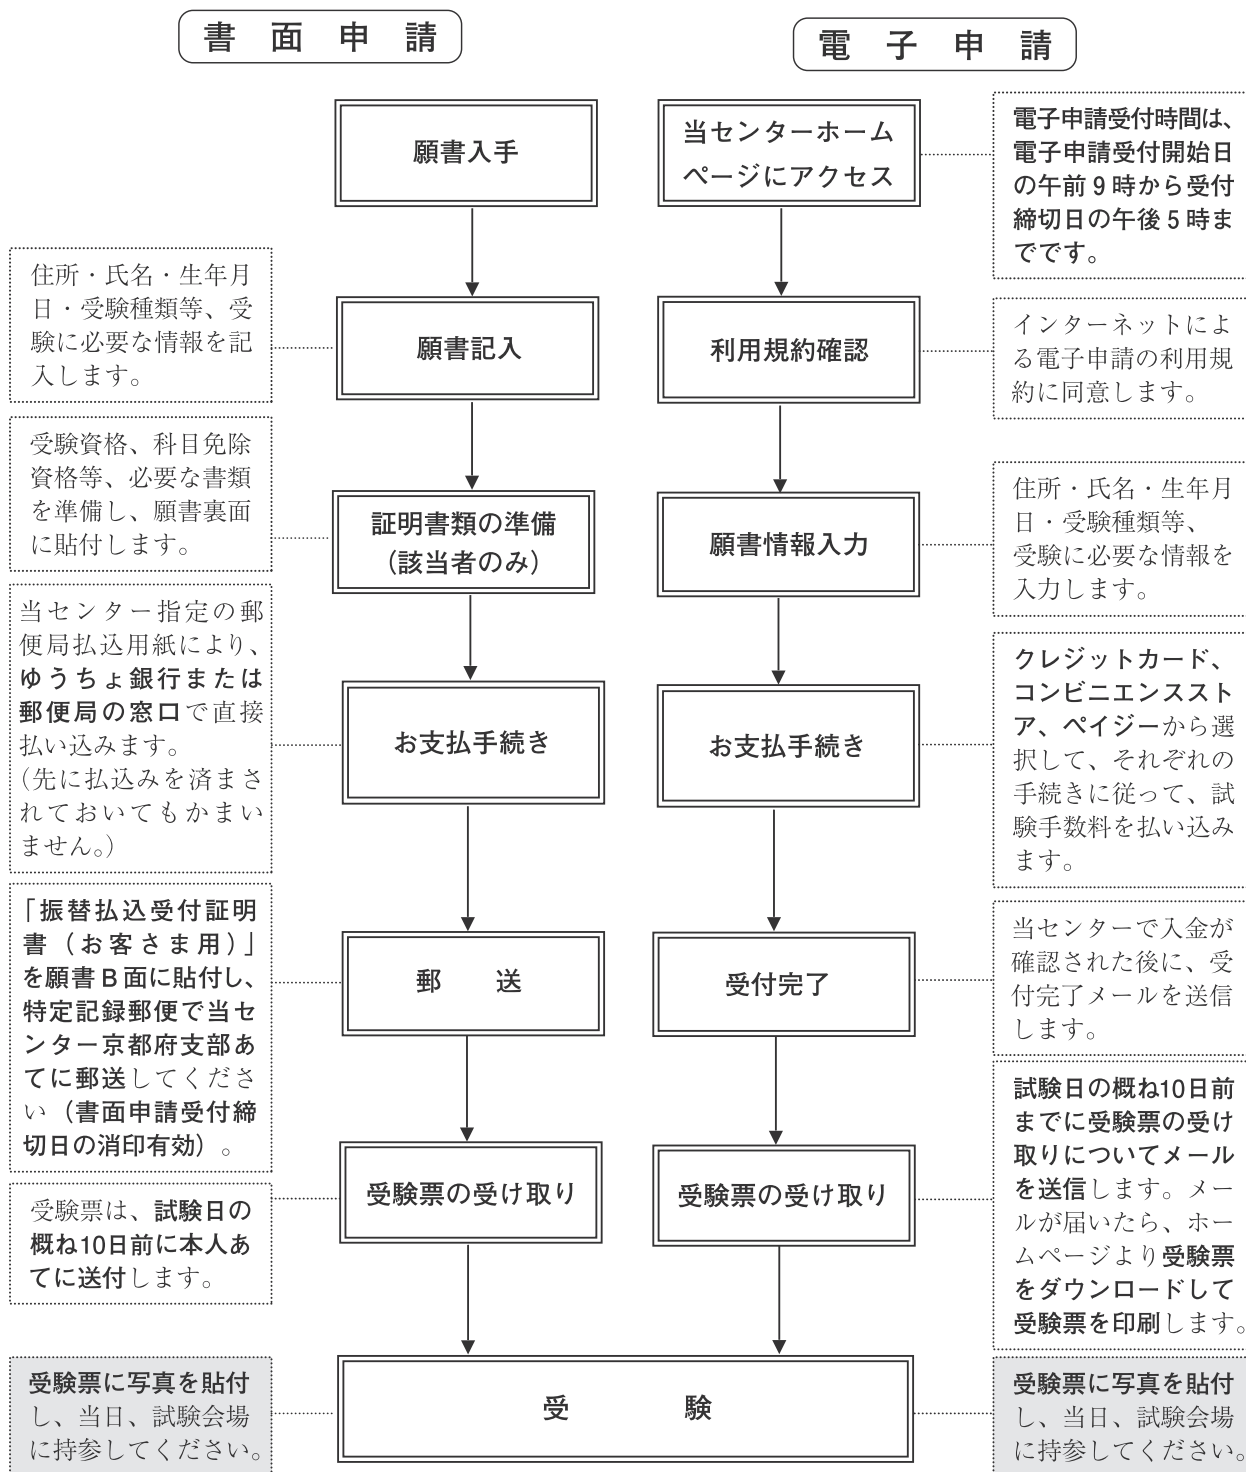 書面申請
願書入手
住所・氏名・生年月
日・受験種類等、受
験に必要な情報を記
入します。
願書記入
受験資格、科目免除
資格等、必要な書類
を準備し、願書裏面
に貼付します。
証明書類の準備
(該当者のみ)
当センター指定の郵
便局払込用紙により、
ゆうちょ銀行または
郵便局の窓口で直接
払い込みます。
(先に払込みを済まさ
れておいてもかまい
ません。)
お支払手続き
「振替払込受付証明
書(お客さま用)」
を願書B面に貼付し、
特定記録郵便で当セ
ンター京都府支部あ
てに郵送してくださ
い(書面申請受付締
切日の消印有効)。
郵送
受験票は、試験日の
概ね10日前に本人あ
てに送付します。
受験票の受け取り
受験票に写真を貼付
し、当日、試験会場
に持参してください。
電子申請
当センターホーム
ページにアクセス
電子申請受付時間は、
電子申請受付開始日
の午前9時から受付
締切日の午後5時ま
でです。
利用規約確認
インターネットによ
る電子申請の利用規
約に同意します。
願書情報入力
住所・氏名・生年月
日・受験種類等、
受験に必要な情報を
入力します。
お支払手続き
クレジットカード、
コンビニエンススト
ア、ペイジーから選
択して、それぞれの
手続きに従って、試
験手数料を払い込み
ます。
受付完了
当センターで入金が
確認された後に、受
付完了メールを送信
します。
受験票の受け取り
試験日の概ね10日前
までに受験票の受け
取りについてメール
を送信します。メー
ルが届いたら、ホー
ムページより受験票
をダウンロードして
受験票を印刷します。
受験
受験票に写真を貼付
し、当日、試験会場
に持参してください。